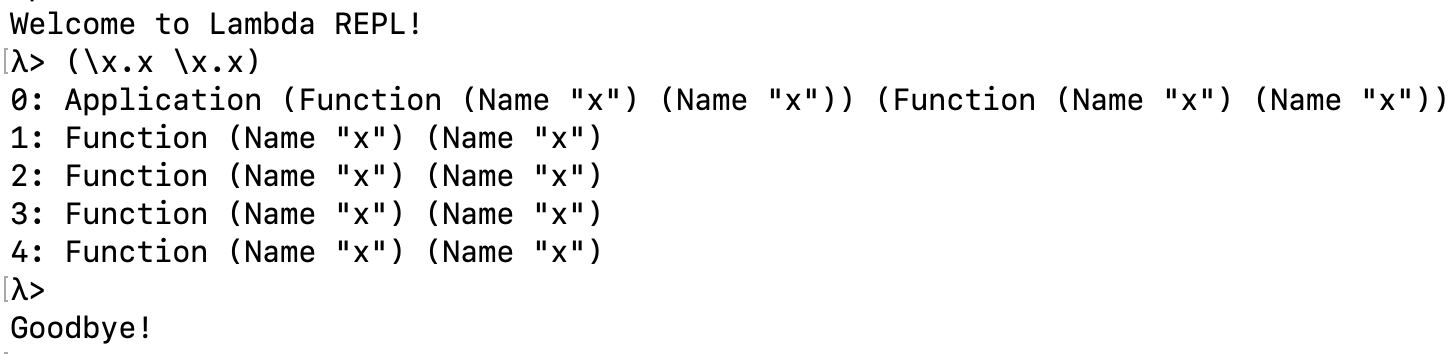 Welcome to Lambda REPL!
λ> (\x.x \x.x)
0: Application (Function (Name "x") (Name "x")) (Function (Name "x") (Name "x"))
1: Function (Name "x") (Name "x")
2: Function (Name "x") (Name "x")
3: Function (Name "x") (Name "x")
4: Function (Name "x") (Name "x")
λ>
Goodbye!